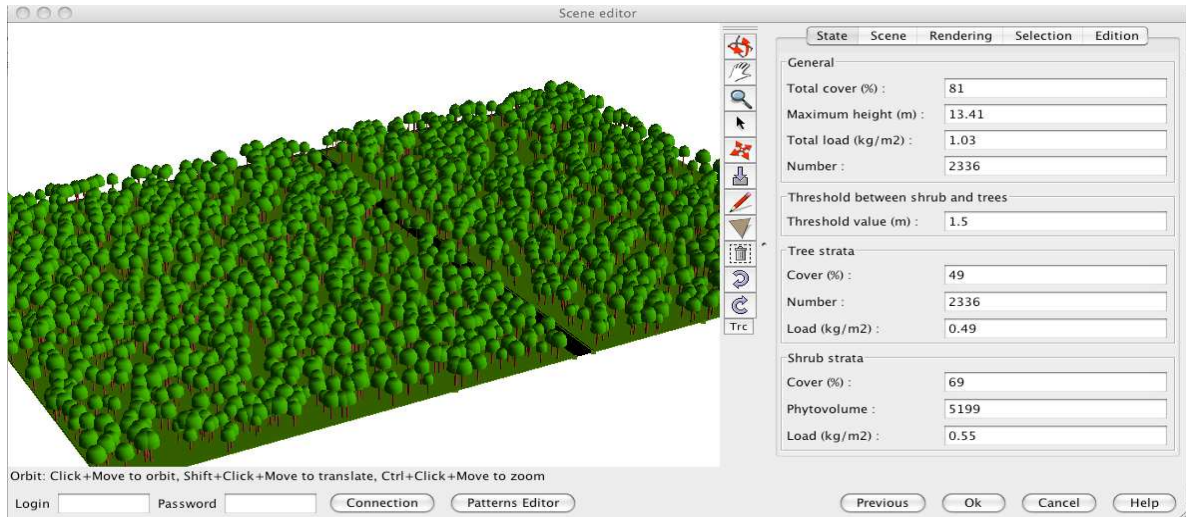 Scene editor
State Scene Rendering Selection Edition
General
Total cover (%) : 81
Maximum height (m) : 13.41
Total load (kg/m2) : 1.03
Number : 2336
Threshold between shrub and trees
Threshold value (m) : 1.5
Tree strata
Cover (%) : 49
Number : 2336
Load (kg/m2) : 0.49
Shrub strata
Cover (%) : 69
Phytovolume : 5199
Load (kg/m2) : 0.55
Trc
Orbit: Click+Move to orbit, Shift+Click+Move to translate, Ctrl+Click+Move to zoom
Login Password Connection Patterns Editor Previous Ok Cancel Help